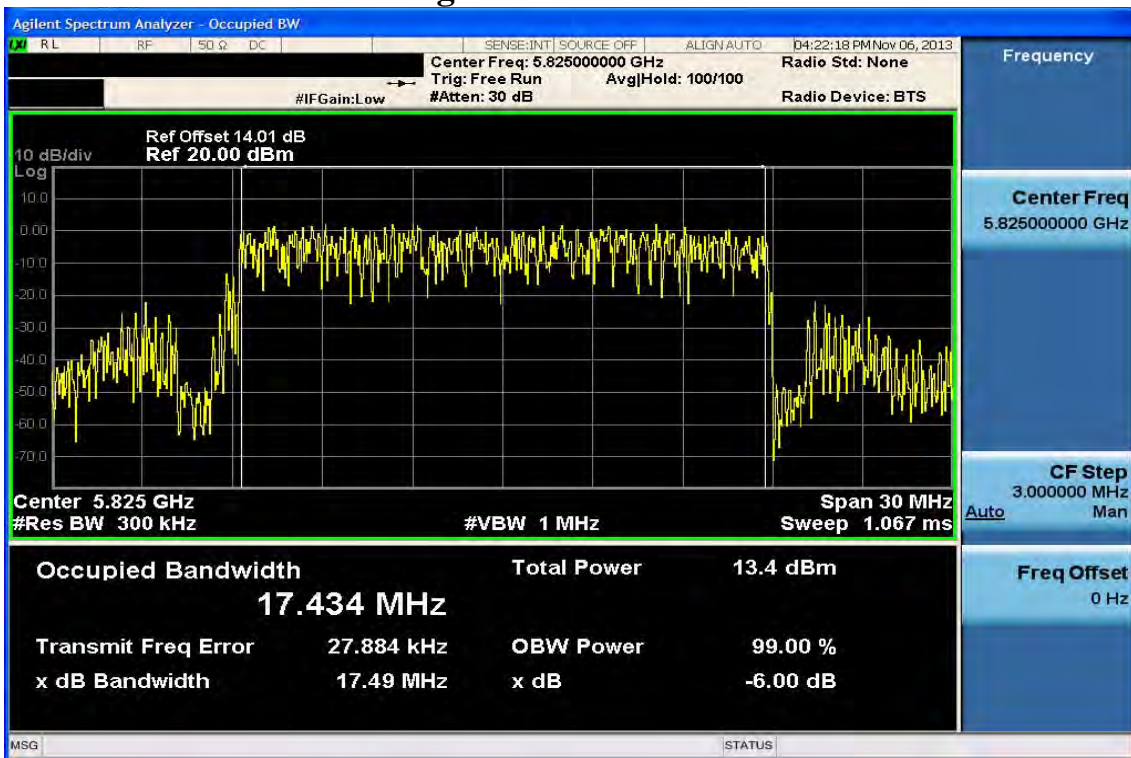 Agilent Spectrum Analyzer - Occupied BW
LXI RL RF 50 Ω DC SENSE:INT SOURCE OFF ALIGN AUTO 04:22:18 PM Nov 06, 2013
Center Freq: 5.825000000 GHz Radio Std: None
Trig: Free Run Avg|Hold: 100/100
#IFGain:Low #Atten: 30 dB Radio Device: BTS
Ref Offset 14.01 dB
10 dB/div Ref 20.00 dBm
Log
10.0
0.00
-10.0
-20.0
-30.0
-40.0
-50.0
-60.0
-70.0
Center 5.825 GHz Span 30 MHz
#Res BW 300 kHz #VBW 1 MHz Sweep 1.067 ms
Occupied Bandwidth Total Power 13.4 dBm
17.434 MHz
Transmit Freq Error 27.884 kHz OBW Power 99.00 %
x dB Bandwidth 17.49 MHz x dB -6.00 dB
MSG STATUS
Frequency
Center Freq
5.825000000 GHz
CF Step
3.000000 MHz
Auto Man
Freq Offset
0 Hz